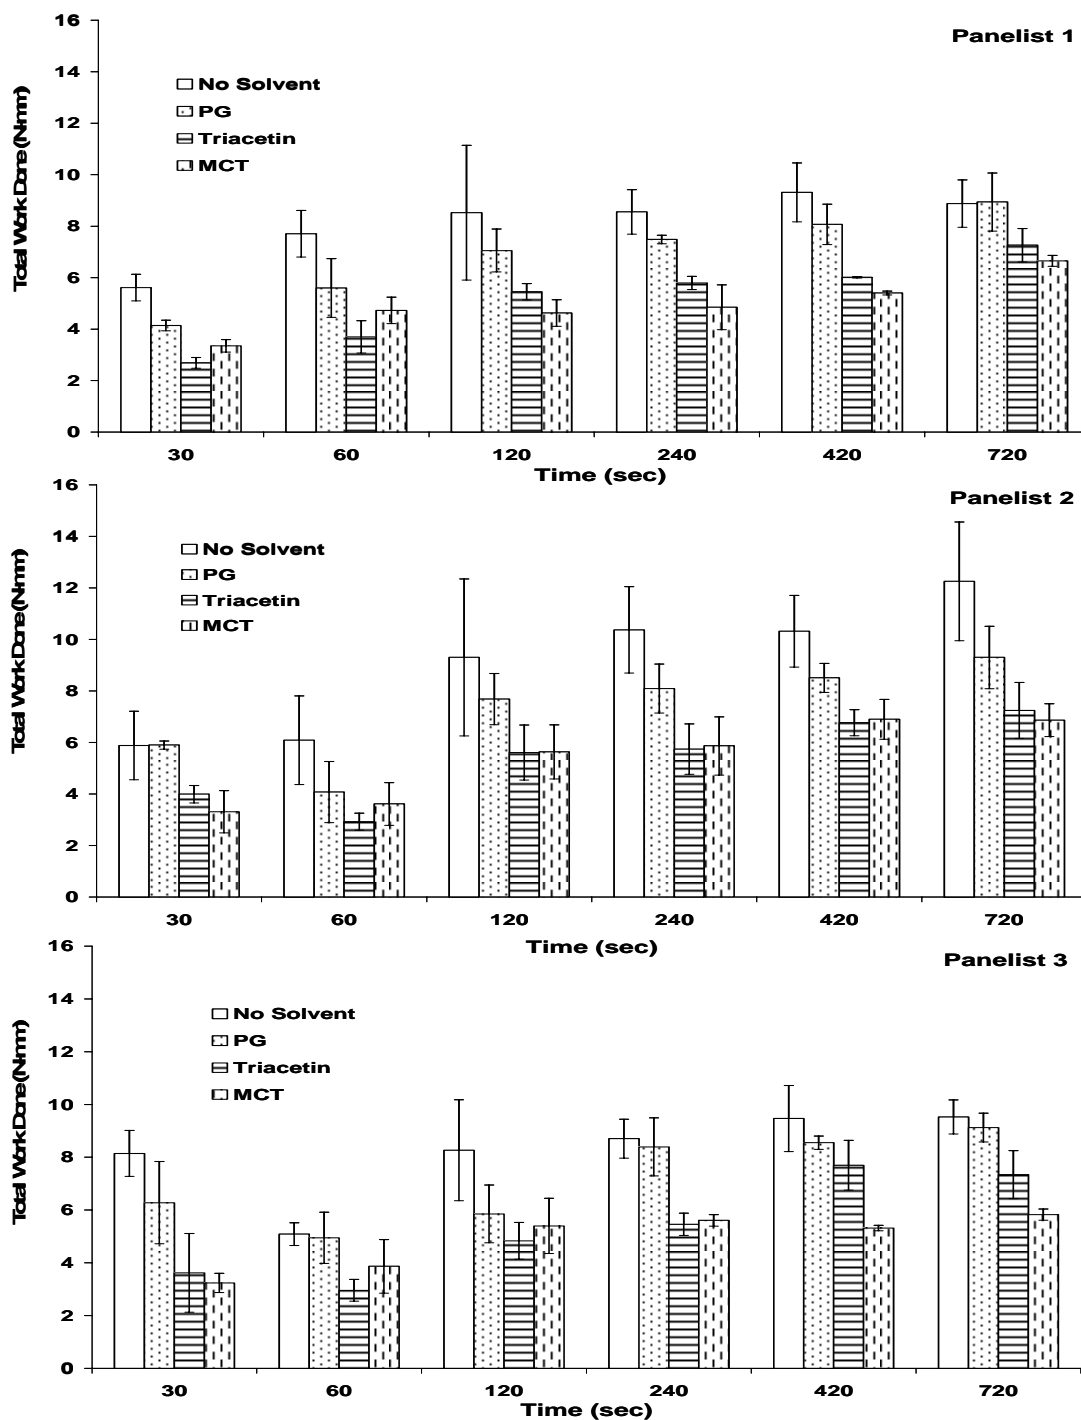 Panelist 1
Total Work Done (N-mm)
16
14
12
10
8
6
4
2
0
No Solvent
PG
Triacetin
MCT
30 60 120 240 420 720
Time (sec)
Panelist 2
Total Work Done (N-mm)
16
14
12
10
8
6
4
2
0
No Solvent
PG
Triacetin
MCT
30 60 120 240 420 720
Time (sec)
Panelist 3
Total Work Done (N-mm)
16
14
12
10
8
6
4
2
0
No Solvent
PG
Triacetin
MCT
30 60 120 240 420 720
Time (sec)